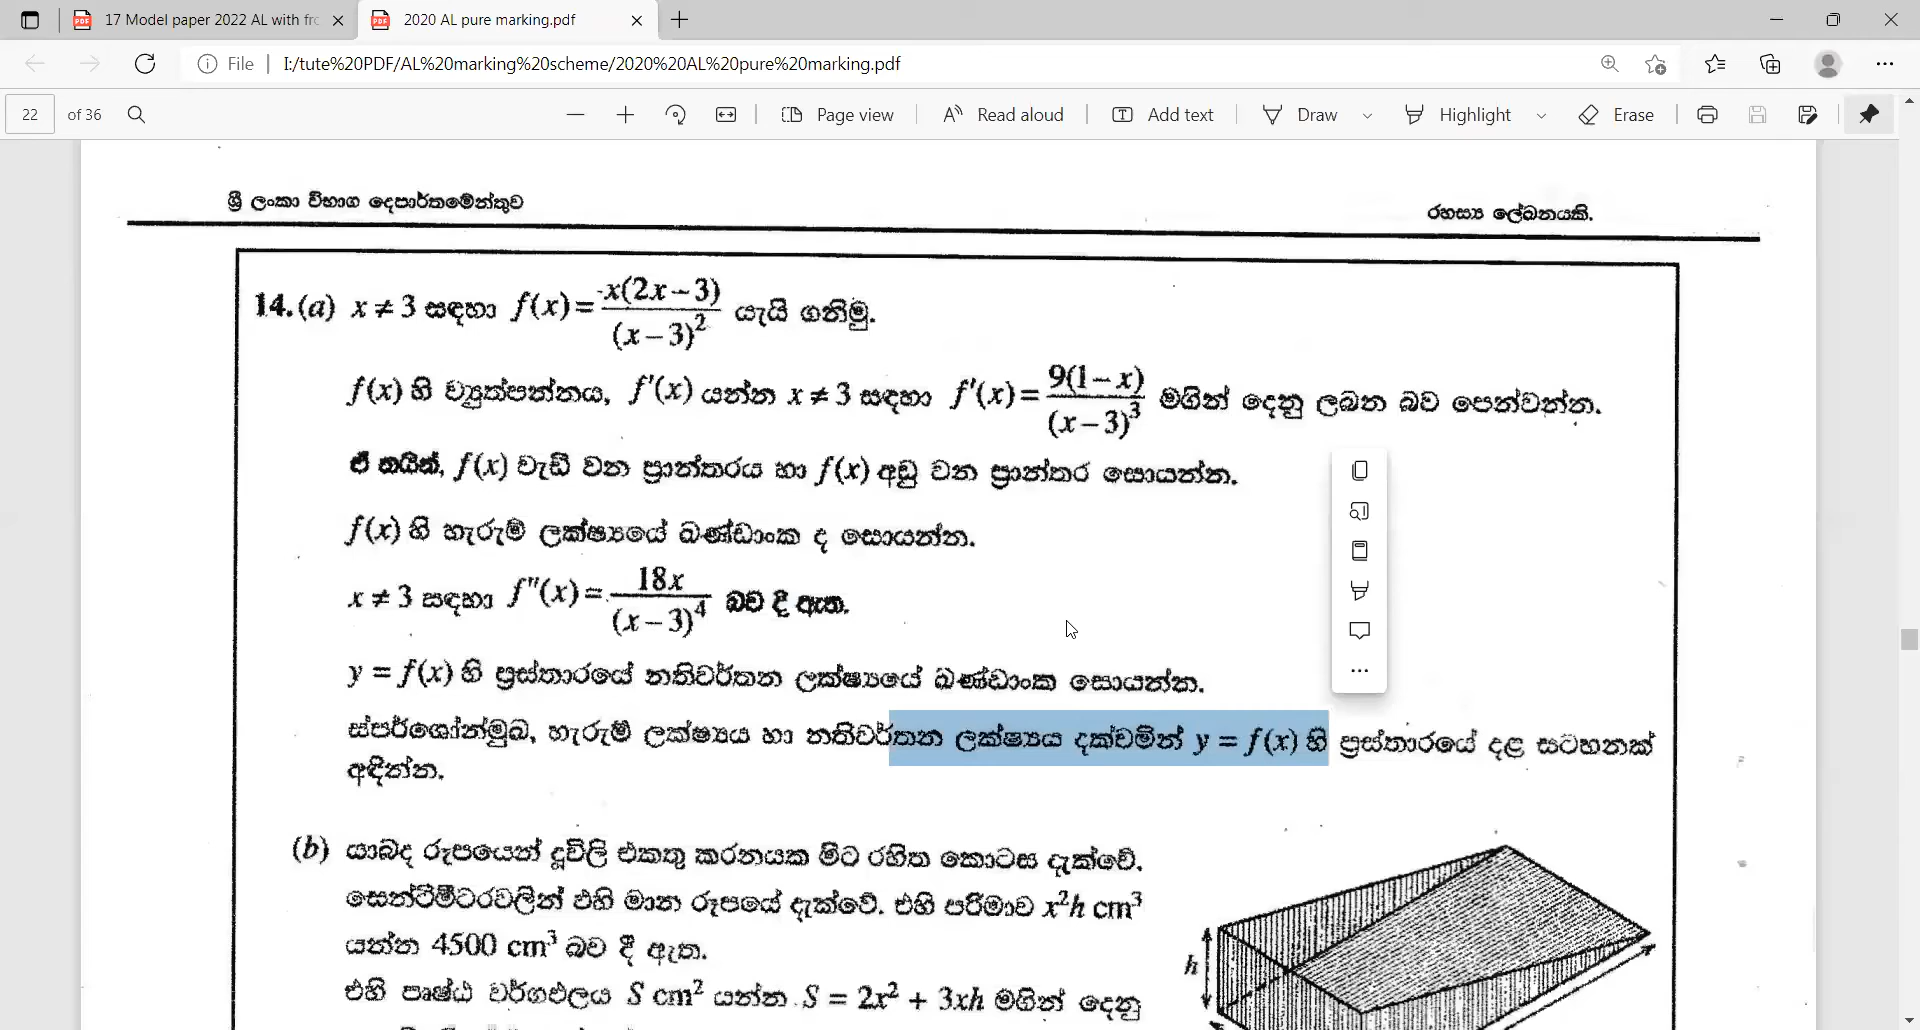 17 Model paper 2022 AL with fro
2020 AL pure marking.pdf
File
I:/tute%20PDF/AL%20marking%20scheme/2020%20AL%20pure%20marking.pdf
22 of 36
Page view
Read aloud
Add text
Draw
Highlight
Erase
ශ්‍රී ලංකා විභාග දෙපාර්තමේන්තුව
රහස්‍ය ලේඛනයකි.
14. (a) x ≠ 3 සඳහා f(x) = x(2x − 3) / (x − 3)² යැයි ගනිමු.
f(x) හි ව්‍යුත්පන්නය, f'(x) යන්න x ≠ 3 සඳහා f'(x) = 9(1 − x) / (x − 3)³ මගින් දෙනු ලබන බව පෙන්වන්න.
ඒ නයින්, f(x) වැඩි වන ප්‍රාන්තරය හා f(x) අඩු වන ප්‍රාන්තර සොයන්න.
f(x) හි හැරුම් ලක්ෂ්‍යයේ ඛණ්ඩාංක ද සොයන්න.
x ≠ 3 සඳහා f''(x) = 18x / (x − 3)⁴ බව දී ඇත.
y = f(x) හි ප්‍රස්තාරයේ නතිවර්තන ලක්ෂ්‍යයේ ඛණ්ඩාංක සොයන්න.
ස්පර්ශෝන්මුඛ, හැරුම් ලක්ෂ්‍යය හා නතිවර්තන ලක්ෂ්‍යය දක්වමින් y = f(x) හි ප්‍රස්තාරයේ දළ සටහනක්
අඳින්න.
(b) යාබද රූපයෙන් දූවිලි එකතු කරනයක මිට රහිත කොටස දැක්වේ.
සෙන්ටිමීටරවලින් එහි මාන රූපයේ දැක්වේ. එහි පරිමාව x²h cm³
යන්න 4500 cm³ බව දී ඇත.
එහි පෘෂ්ඨ වර්ගඵලය S cm² යන්න S = 2x² + 3xh මගින් දෙනු
h